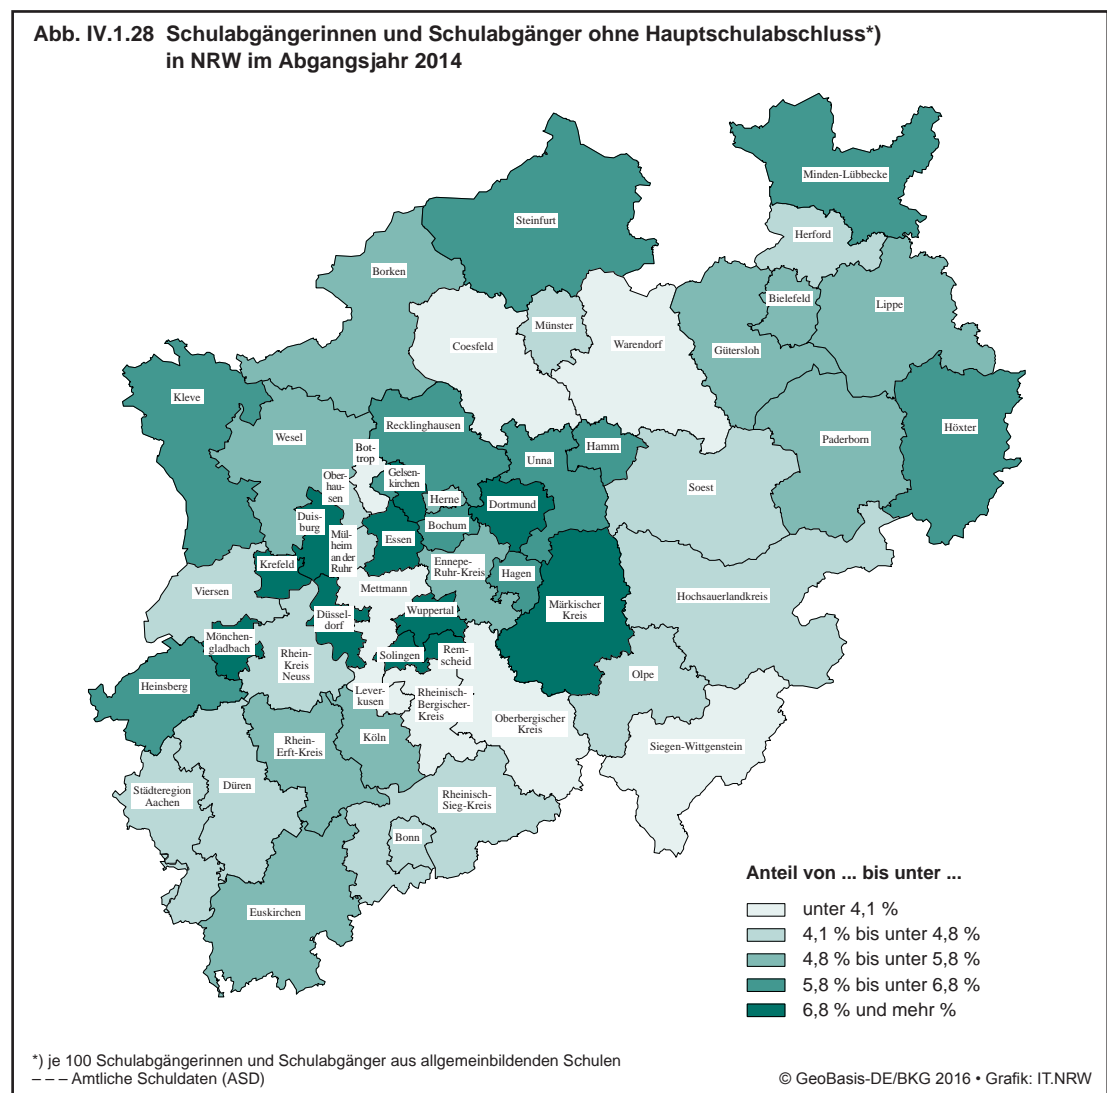 Abb. IV.1.28 Schulabgängerinnen und Schulabgänger ohne Hauptschulabschluss*)
in NRW im Abgangsjahr 2014
Minden-Lübbecke
Steinfurt
Herford
Borken
Bielefeld
Lippe
Münster
Coesfeld
Warendorf
Gütersloh
Kleve
Recklinghausen
Höxter
Wesel
Paderborn
Hamm
Bot-
trop
Unna
Gelsen-
kirchen
Ober-
hau-
sen
Soest
Herne
Dortmund
Duis-
burg
Bochum
Mül-
heim
an der
Ruhr
Essen
Krefeld
Ennepe-
Ruhr-Kreis
Hagen
Viersen
Mettmann
Hochsauerlandkreis
Märkischer
Kreis
Wuppertal
Düssel-
dorf
Mönchen-
gladbach
Solingen
Rem-
scheid
Rhein-
Kreis
Neuss
Olpe
Heinsberg
Lever-
kusen
Rheinisch-
Bergischer-
Kreis
Oberbergischer
Kreis
Rhein-
Erft-Kreis
Köln
Siegen-Wittgenstein
Städteregion
Aachen
Düren
Rheinisch-
Sieg-Kreis
Bonn
Euskirchen
Anteil von ... bis unter ...
unter 4,1 %
4,1 % bis unter 4,8 %
4,8 % bis unter 5,8 %
5,8 % bis unter 6,8 %
6,8 % und mehr %
*) je 100 Schulabgängerinnen und Schulabgänger aus allgemeinbildenden Schulen
– – – Amtliche Schuldaten (ASD)
© GeoBasis-DE/BKG 2016 • Grafik: IT.NRW